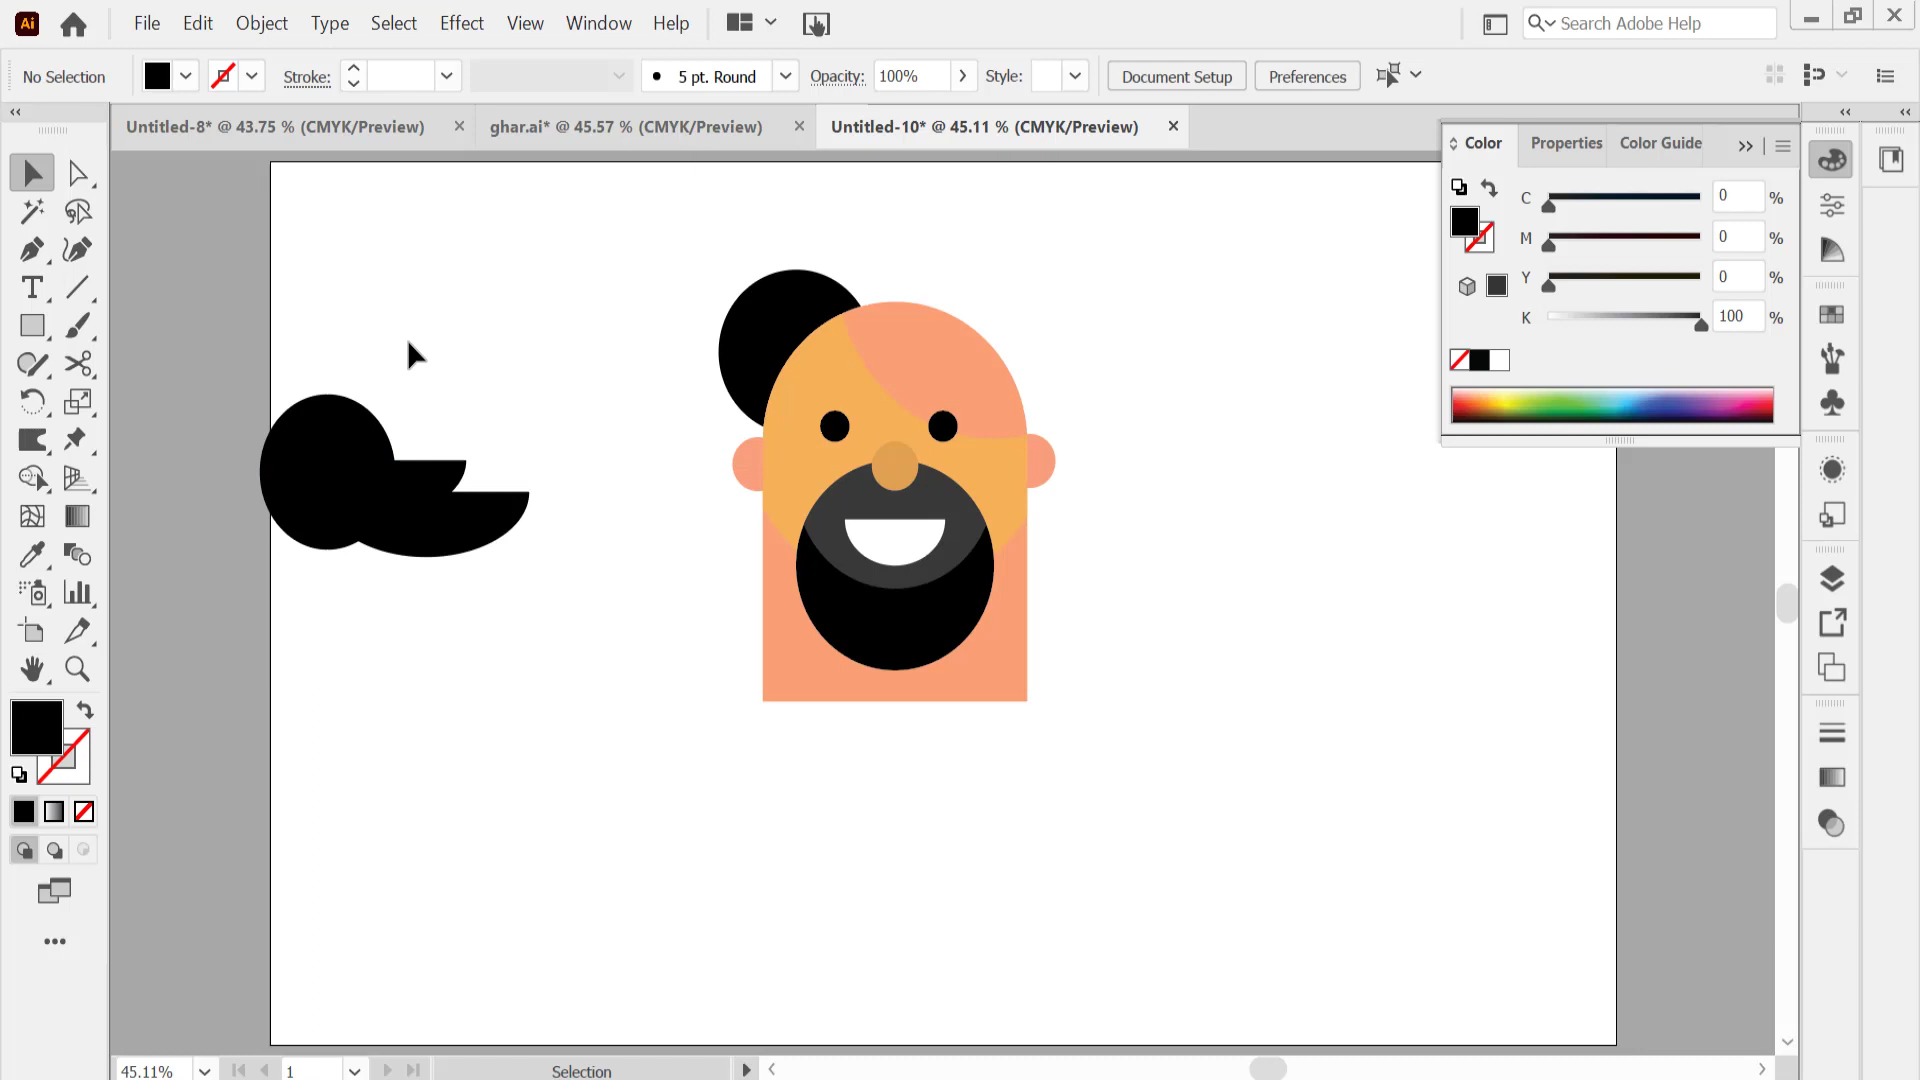 Ai File Edit Object Type Select Effect View Window Help Search Adobe Help
No Selection Stroke: 5 pt. Round Opacity: 100% Style: Document Setup Preferences
Untitled-8* @ 43.75 % (CMYK/Preview) ghar.ai* @ 45.57 % (CMYK/Preview) Untitled-10* @ 45.11 % (CMYK/Preview)
Color Properties Color Guide
C 0 %
M 0 %
Y 0 %
K 100 %
45.11% 1 Selection